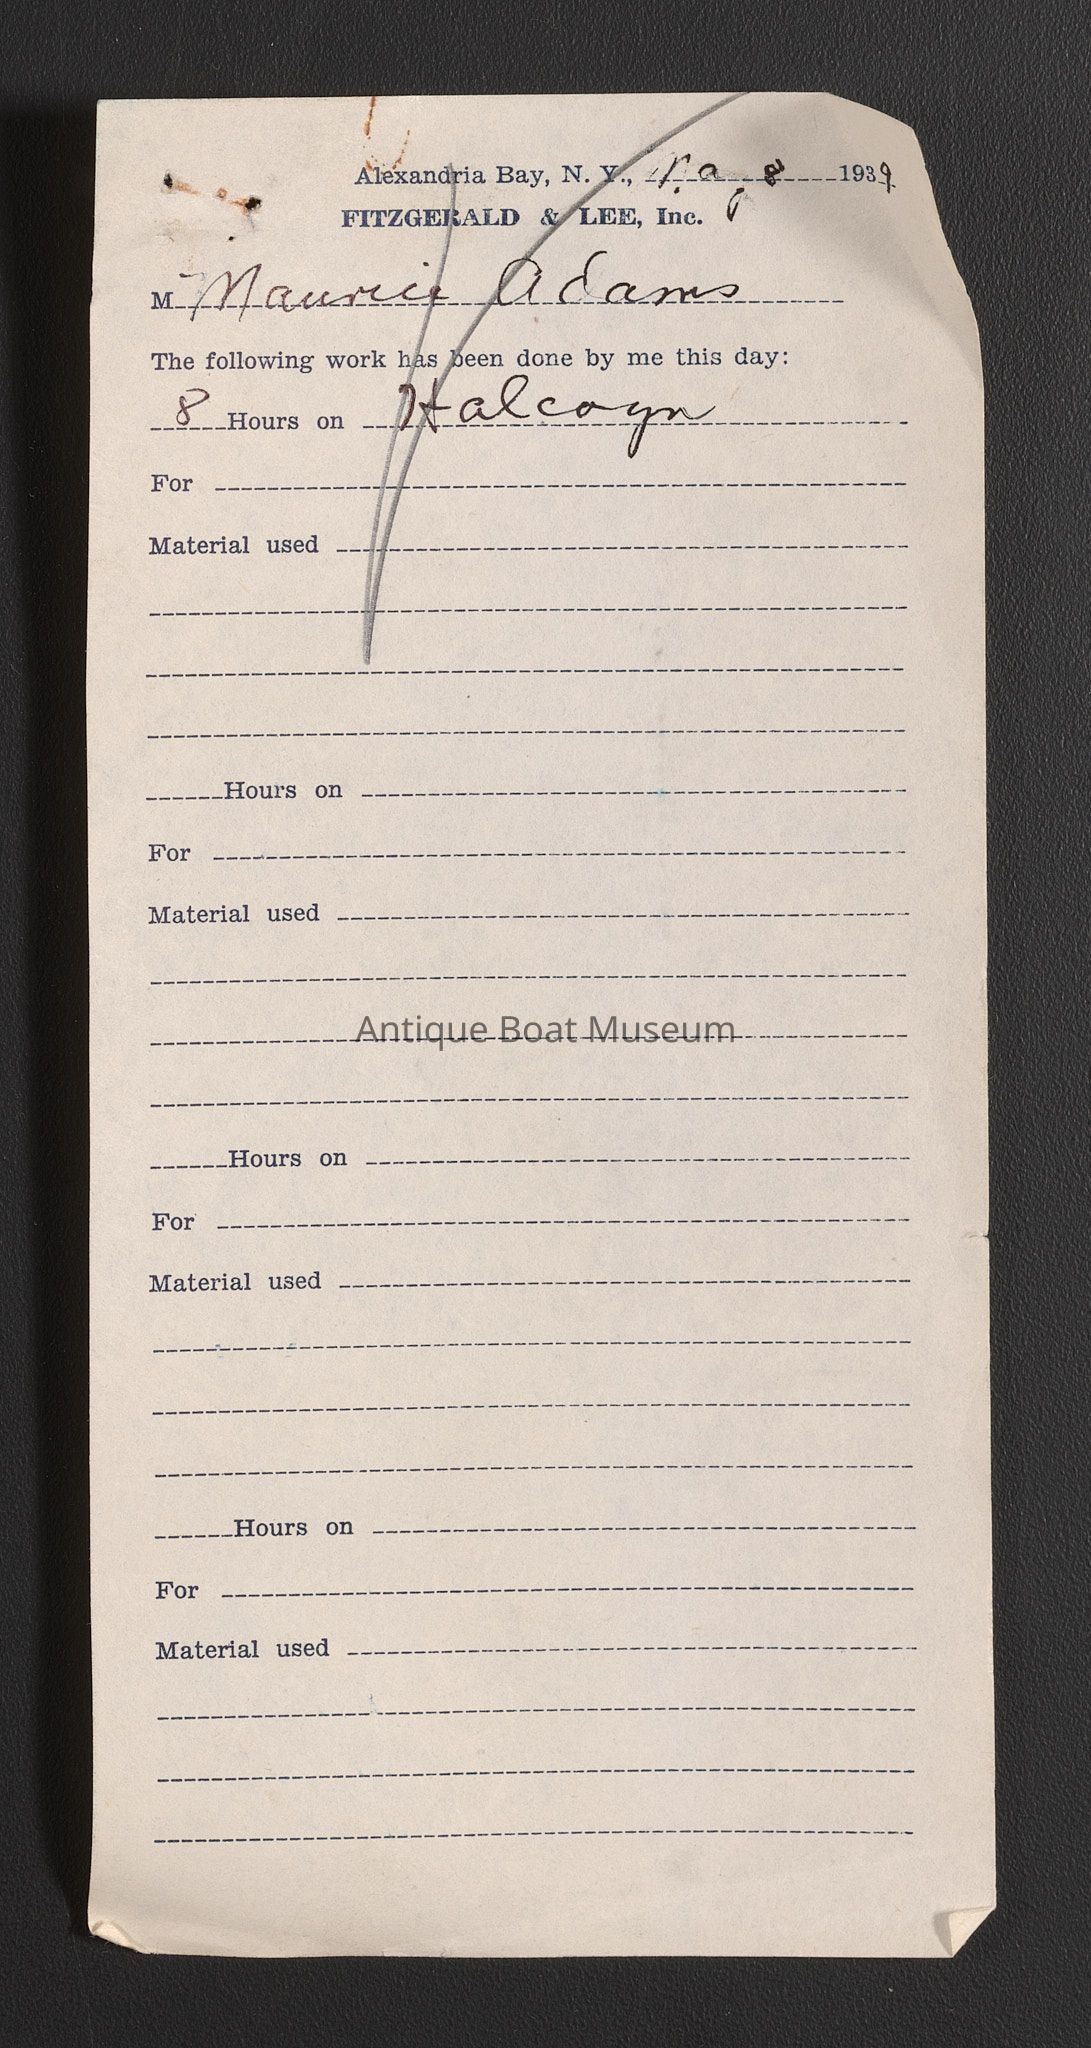 Alexandria Bay, N. Y., 8 1939
FITZGERALD & LEE, Inc.
M Maurice Adams
The following work has been done by me this day:
8 Hours on Halcoyn
For
Material used
Hours on
For
Material used
Antique Boat Museum
Hours on
For
Material used
Hours on
For
Material used